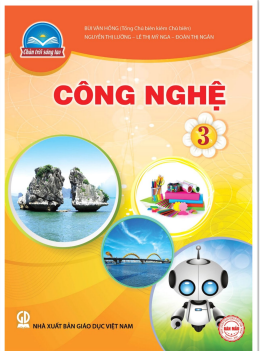 BÙI VĂN HỒNG (Tổng Chủ biên kiêm Chủ biên)
NGUYỄN THỊ LƯỠNG – LÊ THỊ MỸ NGA – ĐOÀN THỊ NGÂN
Chân trời sáng tạo
CÔNG NGHỆ
3
NHÀ XUẤT BẢN GIÁO DỤC VIỆT NAM